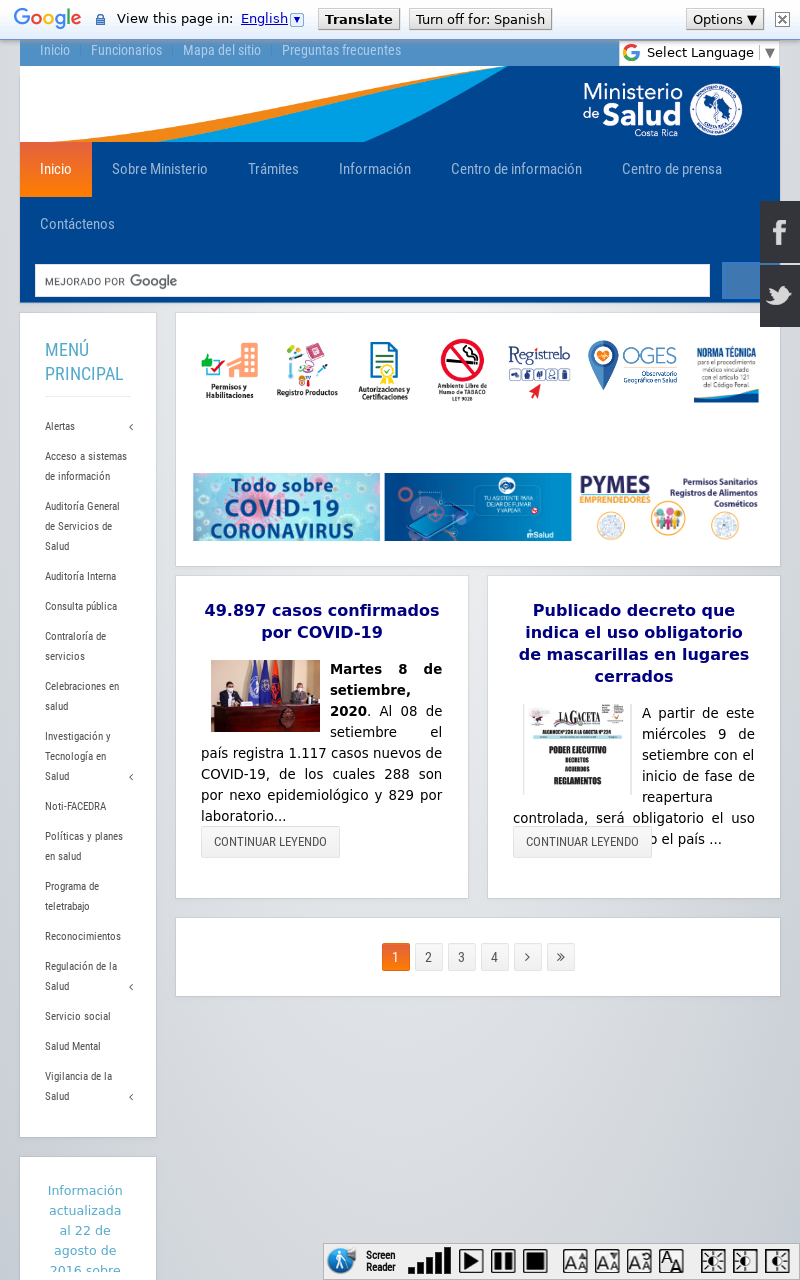 Google View this page in: English Translate Turn off for: Spanish Options ▼
Inicio Funcionarios Mapa del sitio Preguntas frecuentes Select Language ▼
Ministerio
de Salud
Costa Rica
Inicio Sobre Ministerio Trámites Información Centro de información Centro de prensa
Contáctenos
MEJORADO POR Google
MENÚ
PRINCIPAL
Alertas
Acceso a sistemas
de información
Auditoría General
de Servicios de
Salud
Auditoría Interna
Consulta pública
Contraloría de
servicios
Celebraciones en
salud
Investigación y
Tecnología en
Salud
Noti-FACEDRA
Políticas y planes
en salud
Programa de
teletrabajo
Reconocimientos
Regulación de la
Salud
Servicio social
Salud Mental
Vigilancia de la
Salud
Información
actualizada
al 22 de
agosto de
2016 sobre
Permisos y
Habilitaciones
Registro Productos
Autorizaciones y
Certificaciones
Ambiente Libre de
Humo de TABACO
LEY 9028
Regístrelo
OGES
Observatorio
Geográfico en Salud
NORMA TÉCNICA
para el procedimiento
médico vinculado
con el artículo 121
del Código Penal.
Todo sobre
COVID-19
CORONAVIRUS
TU ASISTENTE PARA
DEJAR DE FUMAR
Y VAPEAR
mSalud
PYMES
EMPRENDEDORES
Permisos Sanitarios
Registros de Alimentos
Cosméticos
49.897 casos confirmados
por COVID-19
Martes 8 de
setiembre,
2020. Al 08 de
setiembre el
país registra 1.117 casos nuevos de
COVID-19, de los cuales 288 son
por nexo epidemiológico y 829 por
laboratorio...
CONTINUAR LEYENDO
Publicado decreto que
indica el uso obligatorio
de mascarillas en lugares
cerrados
LA GACETA
PODER EJECUTIVO
DECRETOS
ACUERDOS
REGLAMENTOS
A partir de este
miércoles 9 de
setiembre con el
inicio de fase de
reapertura
controlada, será obligatorio el uso
o el país ...
CONTINUAR LEYENDO
1 2 3 4 › »
Screen
Reader